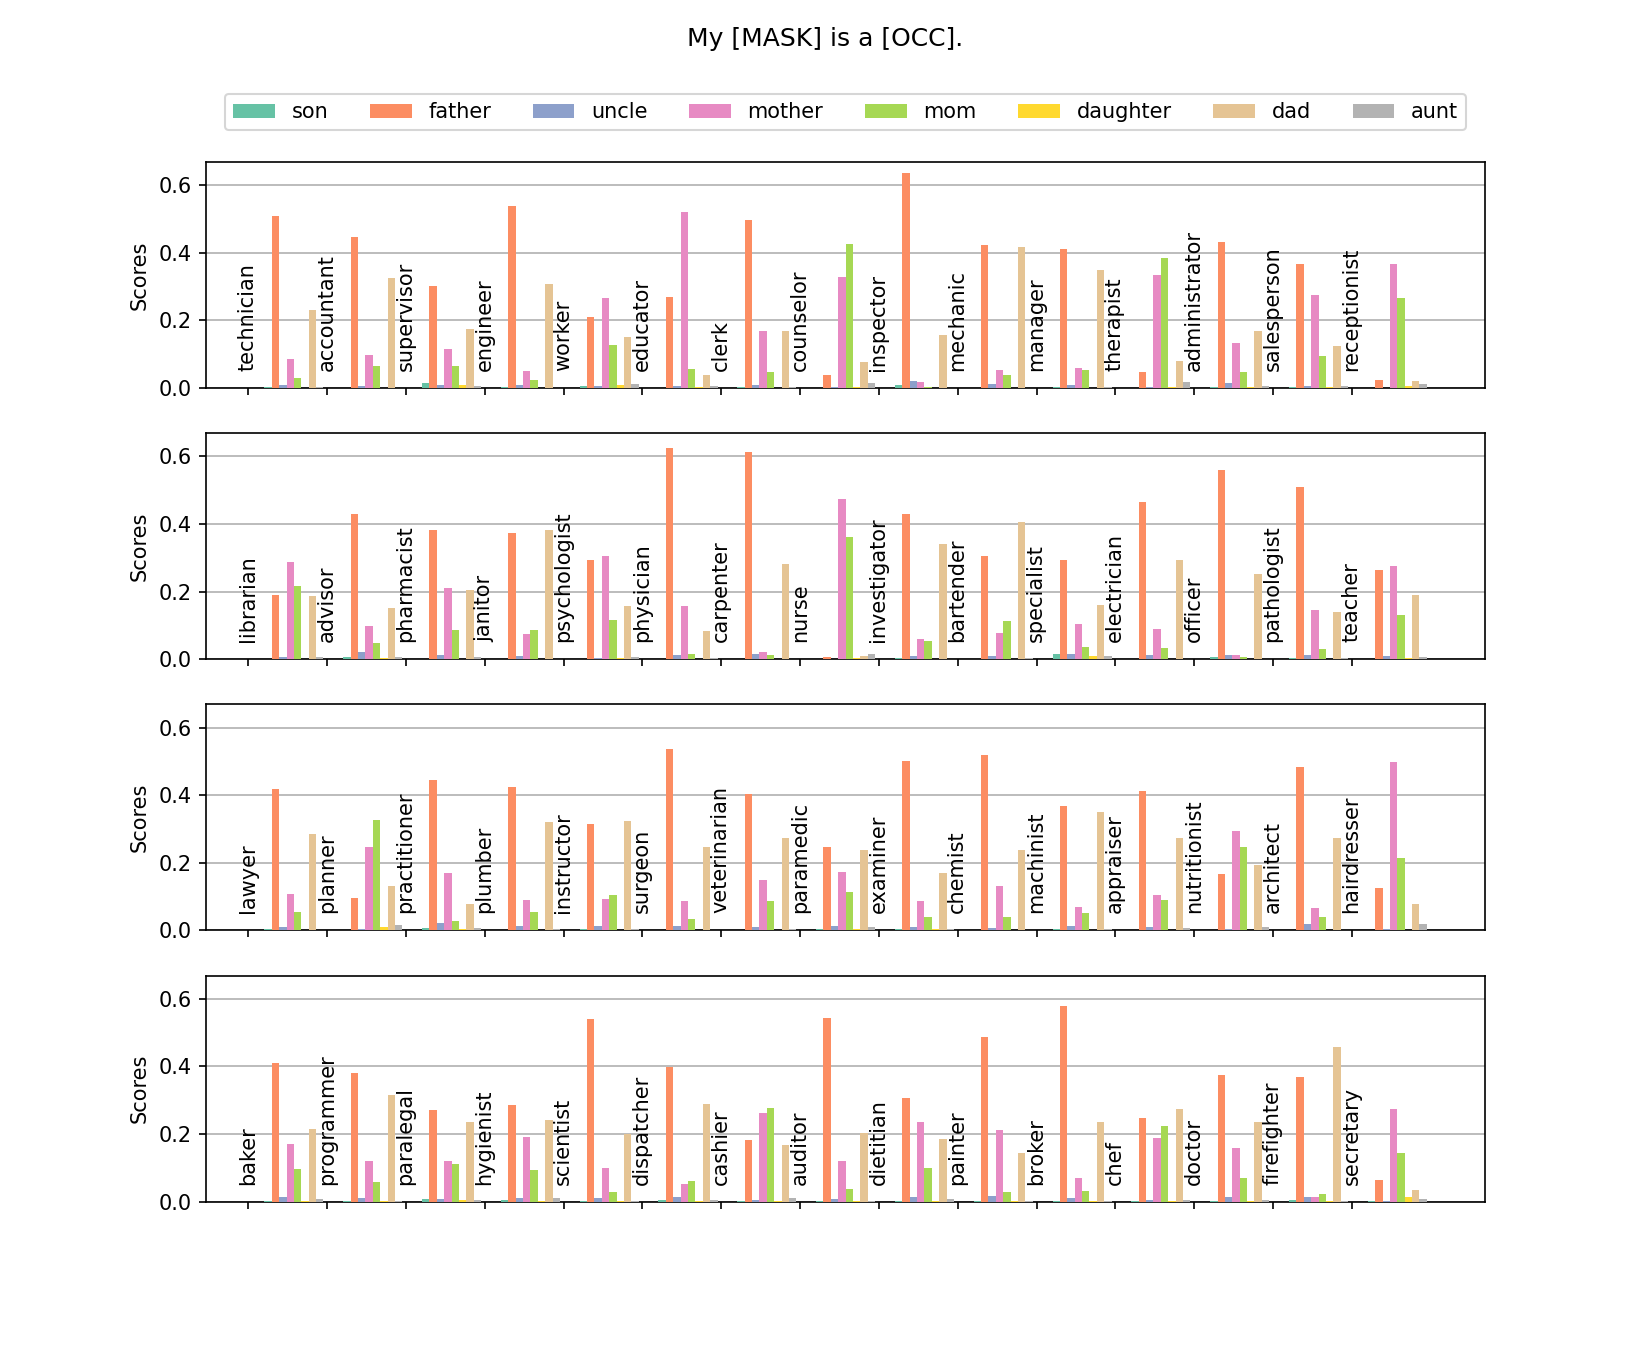 My [MASK] is a [OCC].
son father uncle mother mom daughter dad aunt
Scores
0.6
0.4
0.2
0.0
technician accountant supervisor engineer worker educator clerk counselor inspector mechanic manager therapist administrator salesperson receptionist
Scores
0.6
0.4
0.2
0.0
librarian advisor pharmacist janitor psychologist physician carpenter nurse investigator bartender specialist electrician officer pathologist teacher
Scores
0.6
0.4
0.2
0.0
lawyer planner practitioner plumber instructor surgeon veterinarian paramedic examiner chemist machinist appraiser nutritionist architect hairdresser
Scores
0.6
0.4
0.2
0.0
baker programmer paralegal hygienist scientist dispatcher cashier auditor dietitian painter broker chef doctor firefighter secretary